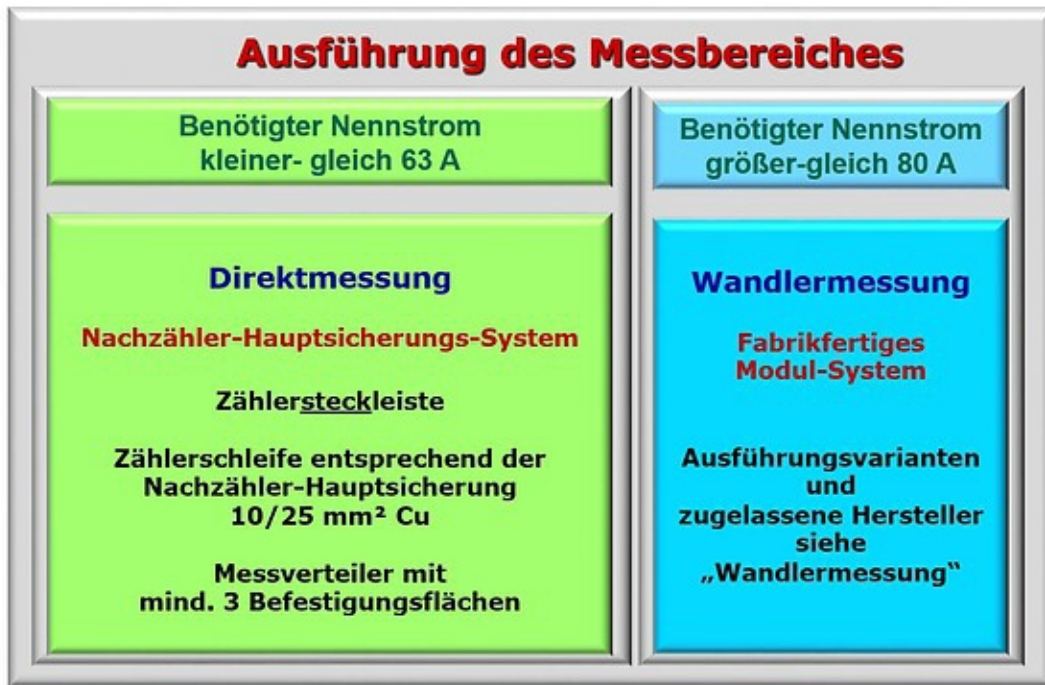 Ausführung des Messbereiches
Benötigter Nennstrom
kleiner- gleich 63 A
Direktmessung
Nachzähler-Hauptsicherungs-System
Zählersteckleiste
Zählerschleife entsprechend der
Nachzähler-Hauptsicherung
10/25 mm² Cu
Messverteiler mit
mind. 3 Befestigungsflächen
Benötigter Nennstrom
größer-gleich 80 A
Wandlermessung
Fabrikfertiges
Modul-System
Ausführungsvarianten
und
zugelassene Hersteller
siehe
„Wandlermessung“